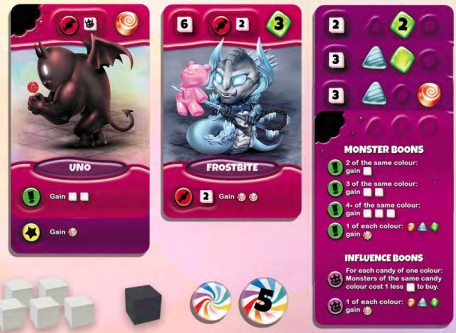 6
2
3
2
2
3
3
UNO
Gain
Gain
FROSTBITE
2 Gain
MONSTER BOONS
2 of the same colour:
gain
3 of the same colour:
gain
4+ of the same colour:
gain
1 of each colour:
gain
INFLUENCE BOONS
For each candy of one colour:
Monsters of the same candy
colour cost 1 less to buy.
1 of each colour:
gain
5